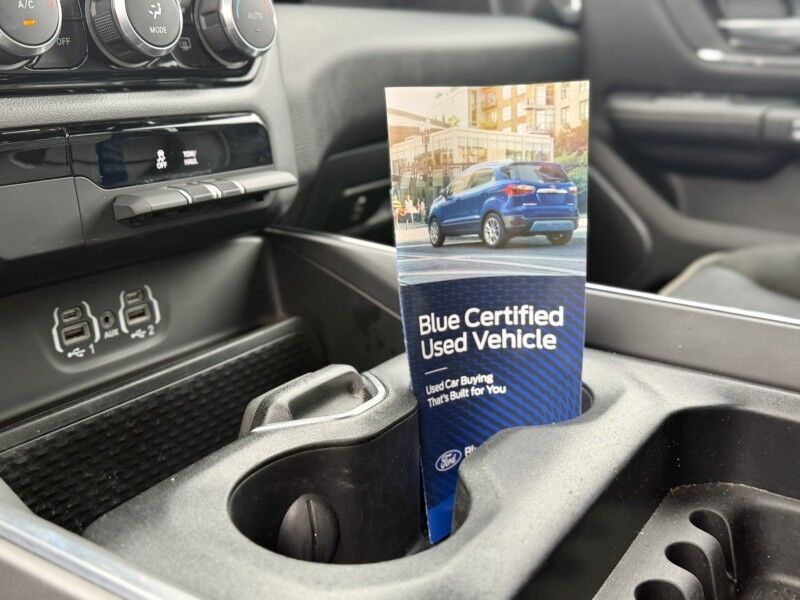 A/C
OFF
MODE
AUTO
OFF
TOW/
HAUL
1
AUX
2
Blue Certified
Used Vehicle
Used Car Buying
That's Built for You
Ford